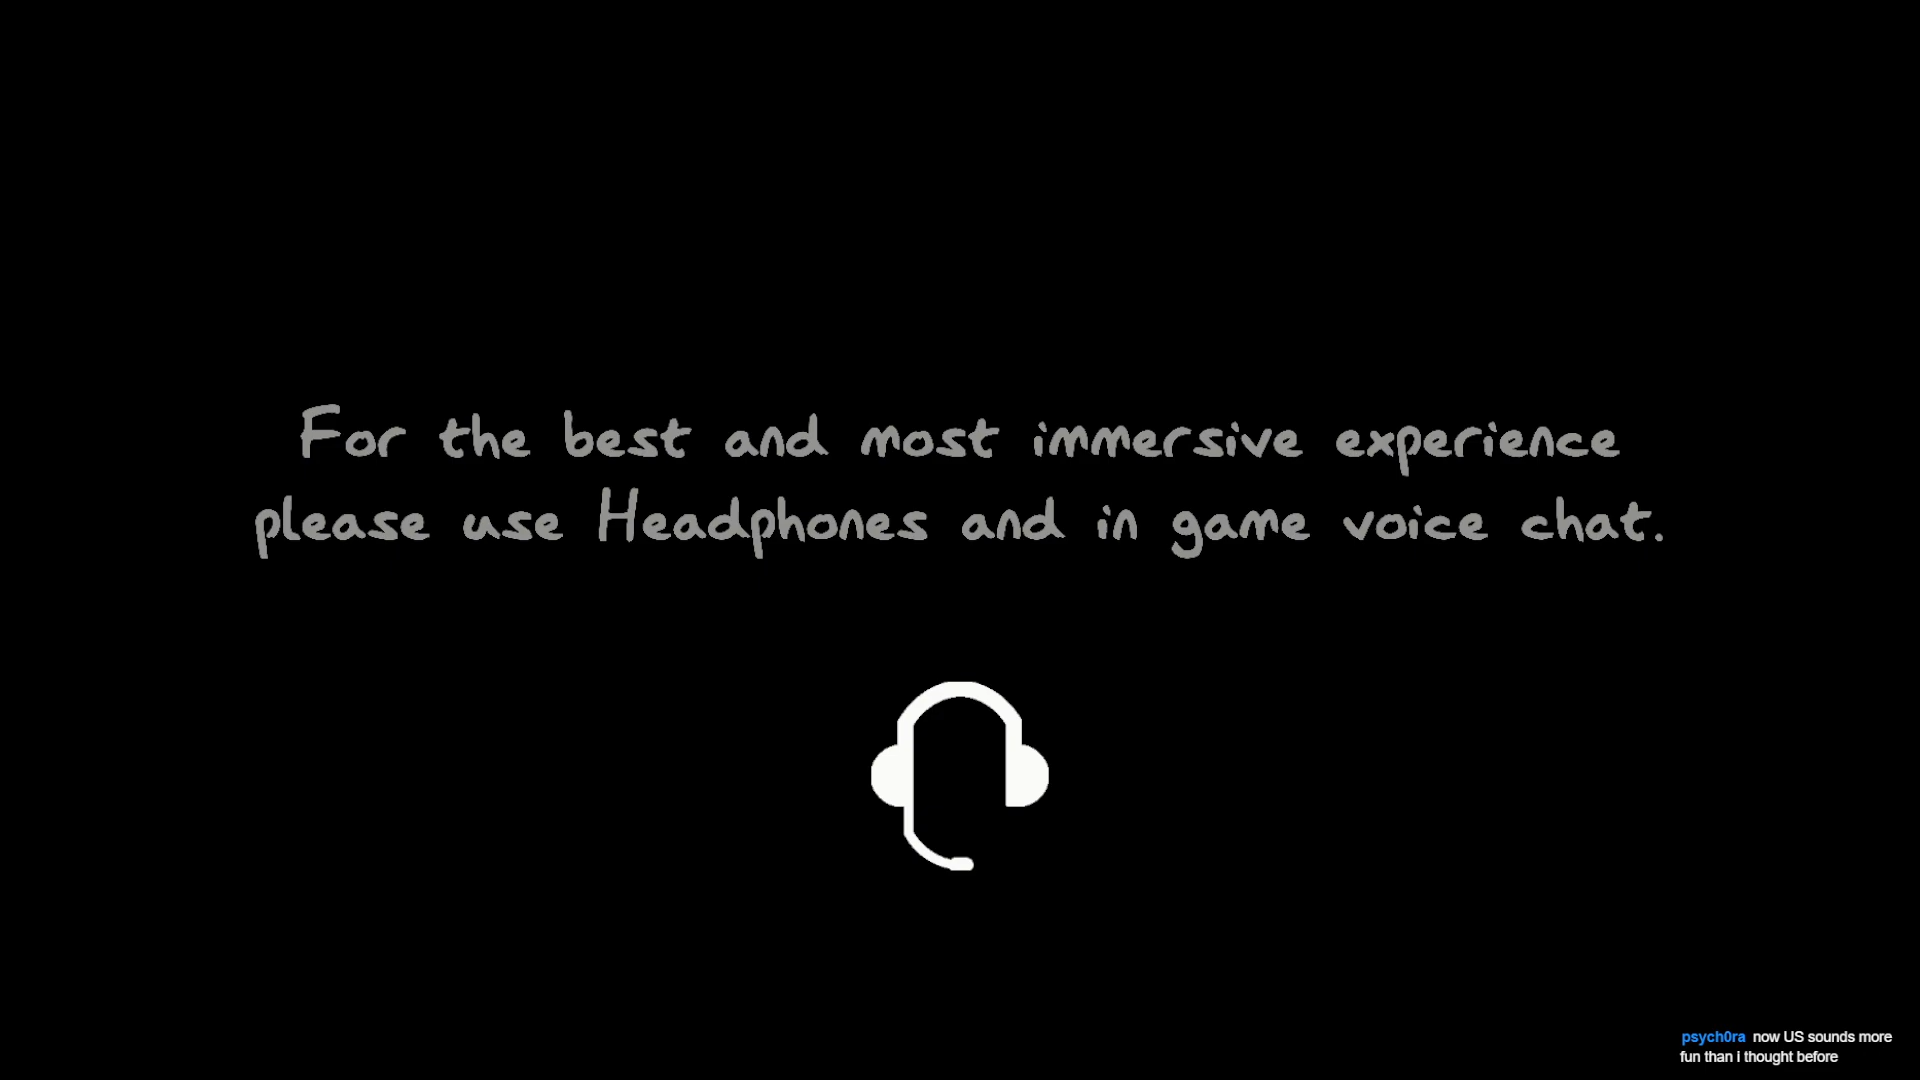 For the best and most immersive experience
please use Headphones and in game voice chat.
psych0ra now US sounds more
fun than i thought before